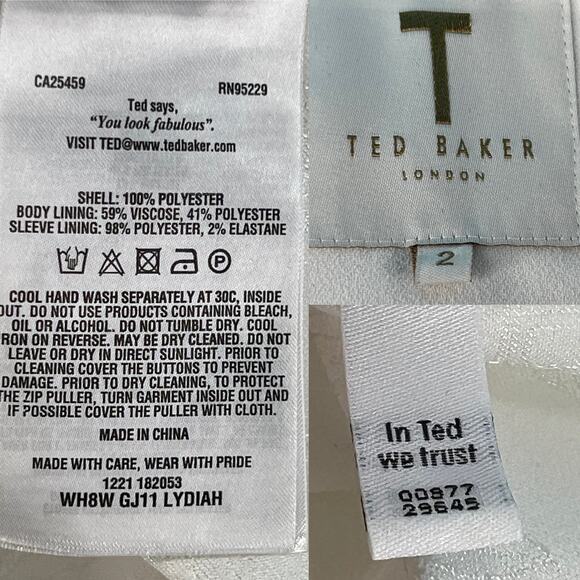 CA25459 RN95229
Ted says,
"You look fabulous".
VISIT TED@www.tedbaker.com
SHELL: 100% POLYESTER
BODY LINING: 59% VISCOSE, 41% POLYESTER
SLEEVE LINING: 98% POLYESTER, 2% ELASTANE
P
COOL HAND WASH SEPARATELY AT 30C, INSIDE
OUT. DO NOT USE PRODUCTS CONTAINING BLEACH,
OIL OR ALCOHOL. DO NOT TUMBLE DRY. COOL
IRON ON REVERSE. MAY BE DRY CLEANED. DO NOT
LEAVE OR DRY IN DIRECT SUNLIGHT. PRIOR TO
CLEANING COVER THE BUTTONS TO PREVENT
DAMAGE. PRIOR TO DRY CLEANING, TO PROTECT
THE ZIP PULLER, TURN GARMENT INSIDE OUT AND
IF POSSIBLE COVER THE PULLER WITH CLOTH.
MADE IN CHINA
MADE WITH CARE, WEAR WITH PRIDE
1221 182053
WH8W GJ11 LYDIAH
T
TED BAKER
LONDON
2
In Ted
we trust
00877
29645